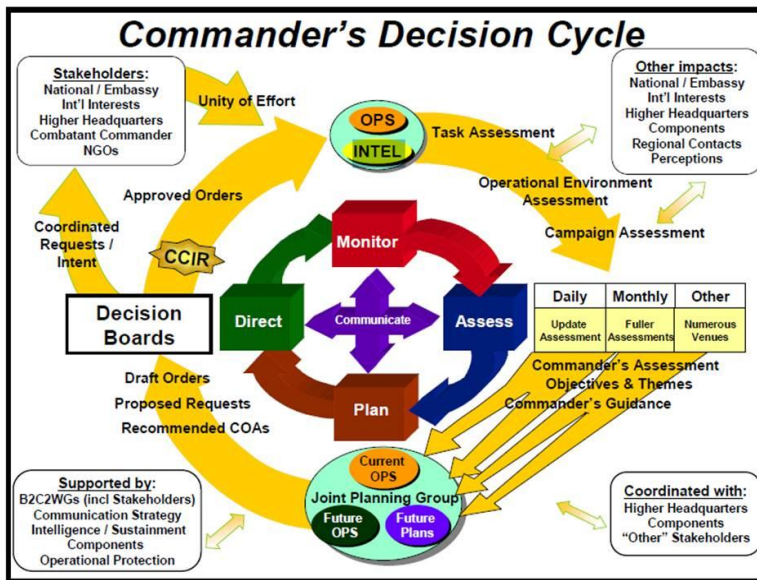 Commander's Decision Cycle
Stakeholders:
National / Embassy
Int'l Interests
Higher Headquarters
Combatant Commander
NGOs
Unity of Effort
OPS
INTEL
Task Assessment
Other impacts:
National / Embassy
Int'l Interests
Higher Headquarters
Components
Regional Contacts
Perceptions
Approved Orders
Operational Environment
Assessment
Coordinated
Requests /
Intent
CCIR
Campaign Assessment
Monitor
Decision
Boards
Direct
Communicate
Assess
Plan
Daily
Monthly
Other
Update
Assessment
Fuller
Assessments
Numerous
Venues
Draft Orders
Proposed Requests
Recommended COAs
Commander's Assessment
Objectives & Themes
Commander's Guidance
Current
OPS
Joint Planning Group
Future
OPS
Future
Plans
Supported by:
B2C2WGs (incl Stakeholders)
Communication Strategy
Intelligence / Sustainment
Components
Operational Protection
Coordinated with:
Higher Headquarters
Components
"Other" Stakeholders